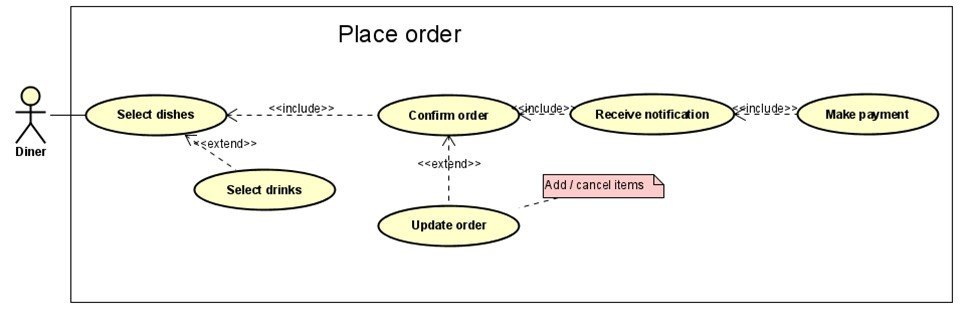 Place order
Diner
Select dishes
<<include>>
Confirm order
<<include>>
Receive notification
<<include>>
Make payment
<<extend>>
Select drinks
<<extend>>
Add / cancel items
Update order